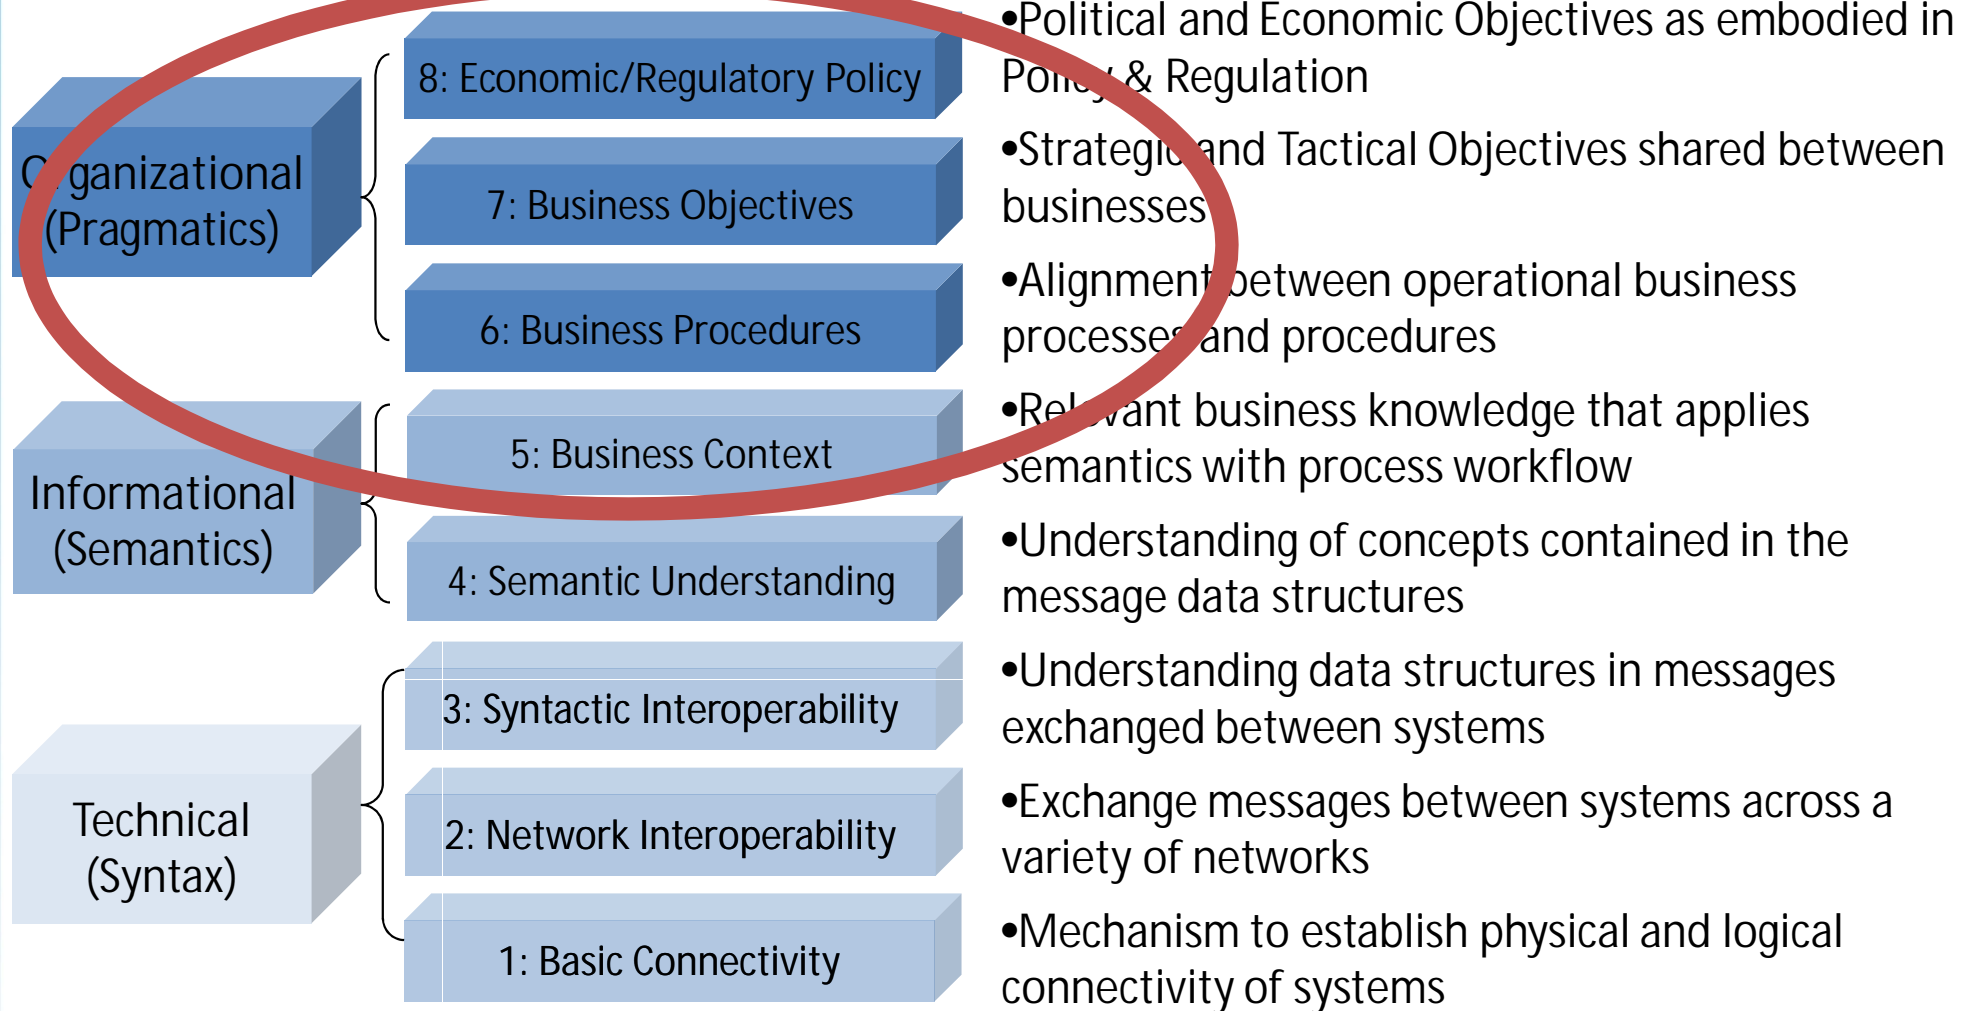 8: Economic/Regulatory Policy
•Political and Economic Objectives as embodied in
Policy & Regulation
Organizational
(Pragmatics)
7: Business Objectives
•Strategic and Tactical Objectives shared between
businesses
6: Business Procedures
•Alignment between operational business
processes and procedures
Informational
(Semantics)
5: Business Context
•Relevant business knowledge that applies
semantics with process workflow
4: Semantic Understanding
•Understanding of concepts contained in the
message data structures
Technical
(Syntax)
3: Syntactic Interoperability
•Understanding data structures in messages
exchanged between systems
2: Network Interoperability
•Exchange messages between systems across a
variety of networks
1: Basic Connectivity
•Mechanism to establish physical and logical
connectivity of systems